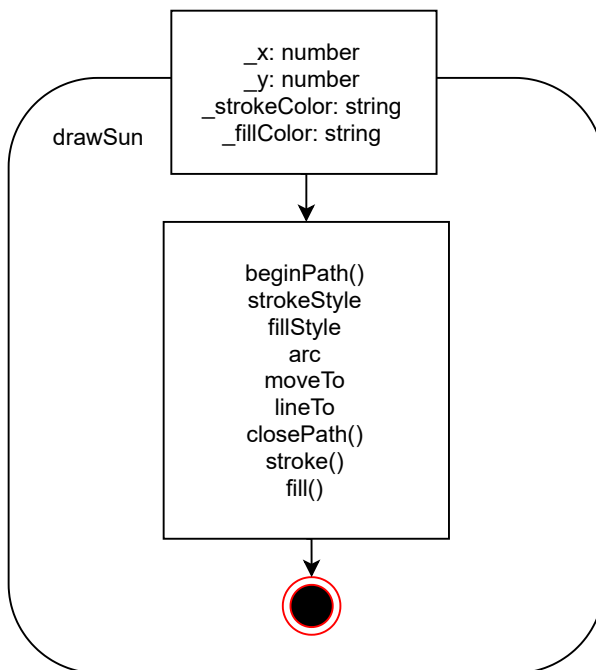 _x: number
_y: number
_strokeColor: string
_fillColor: string
drawSun
beginPath()
strokeStyle
fillStyle
arc
moveTo
lineTo
closePath()
stroke()
fill()